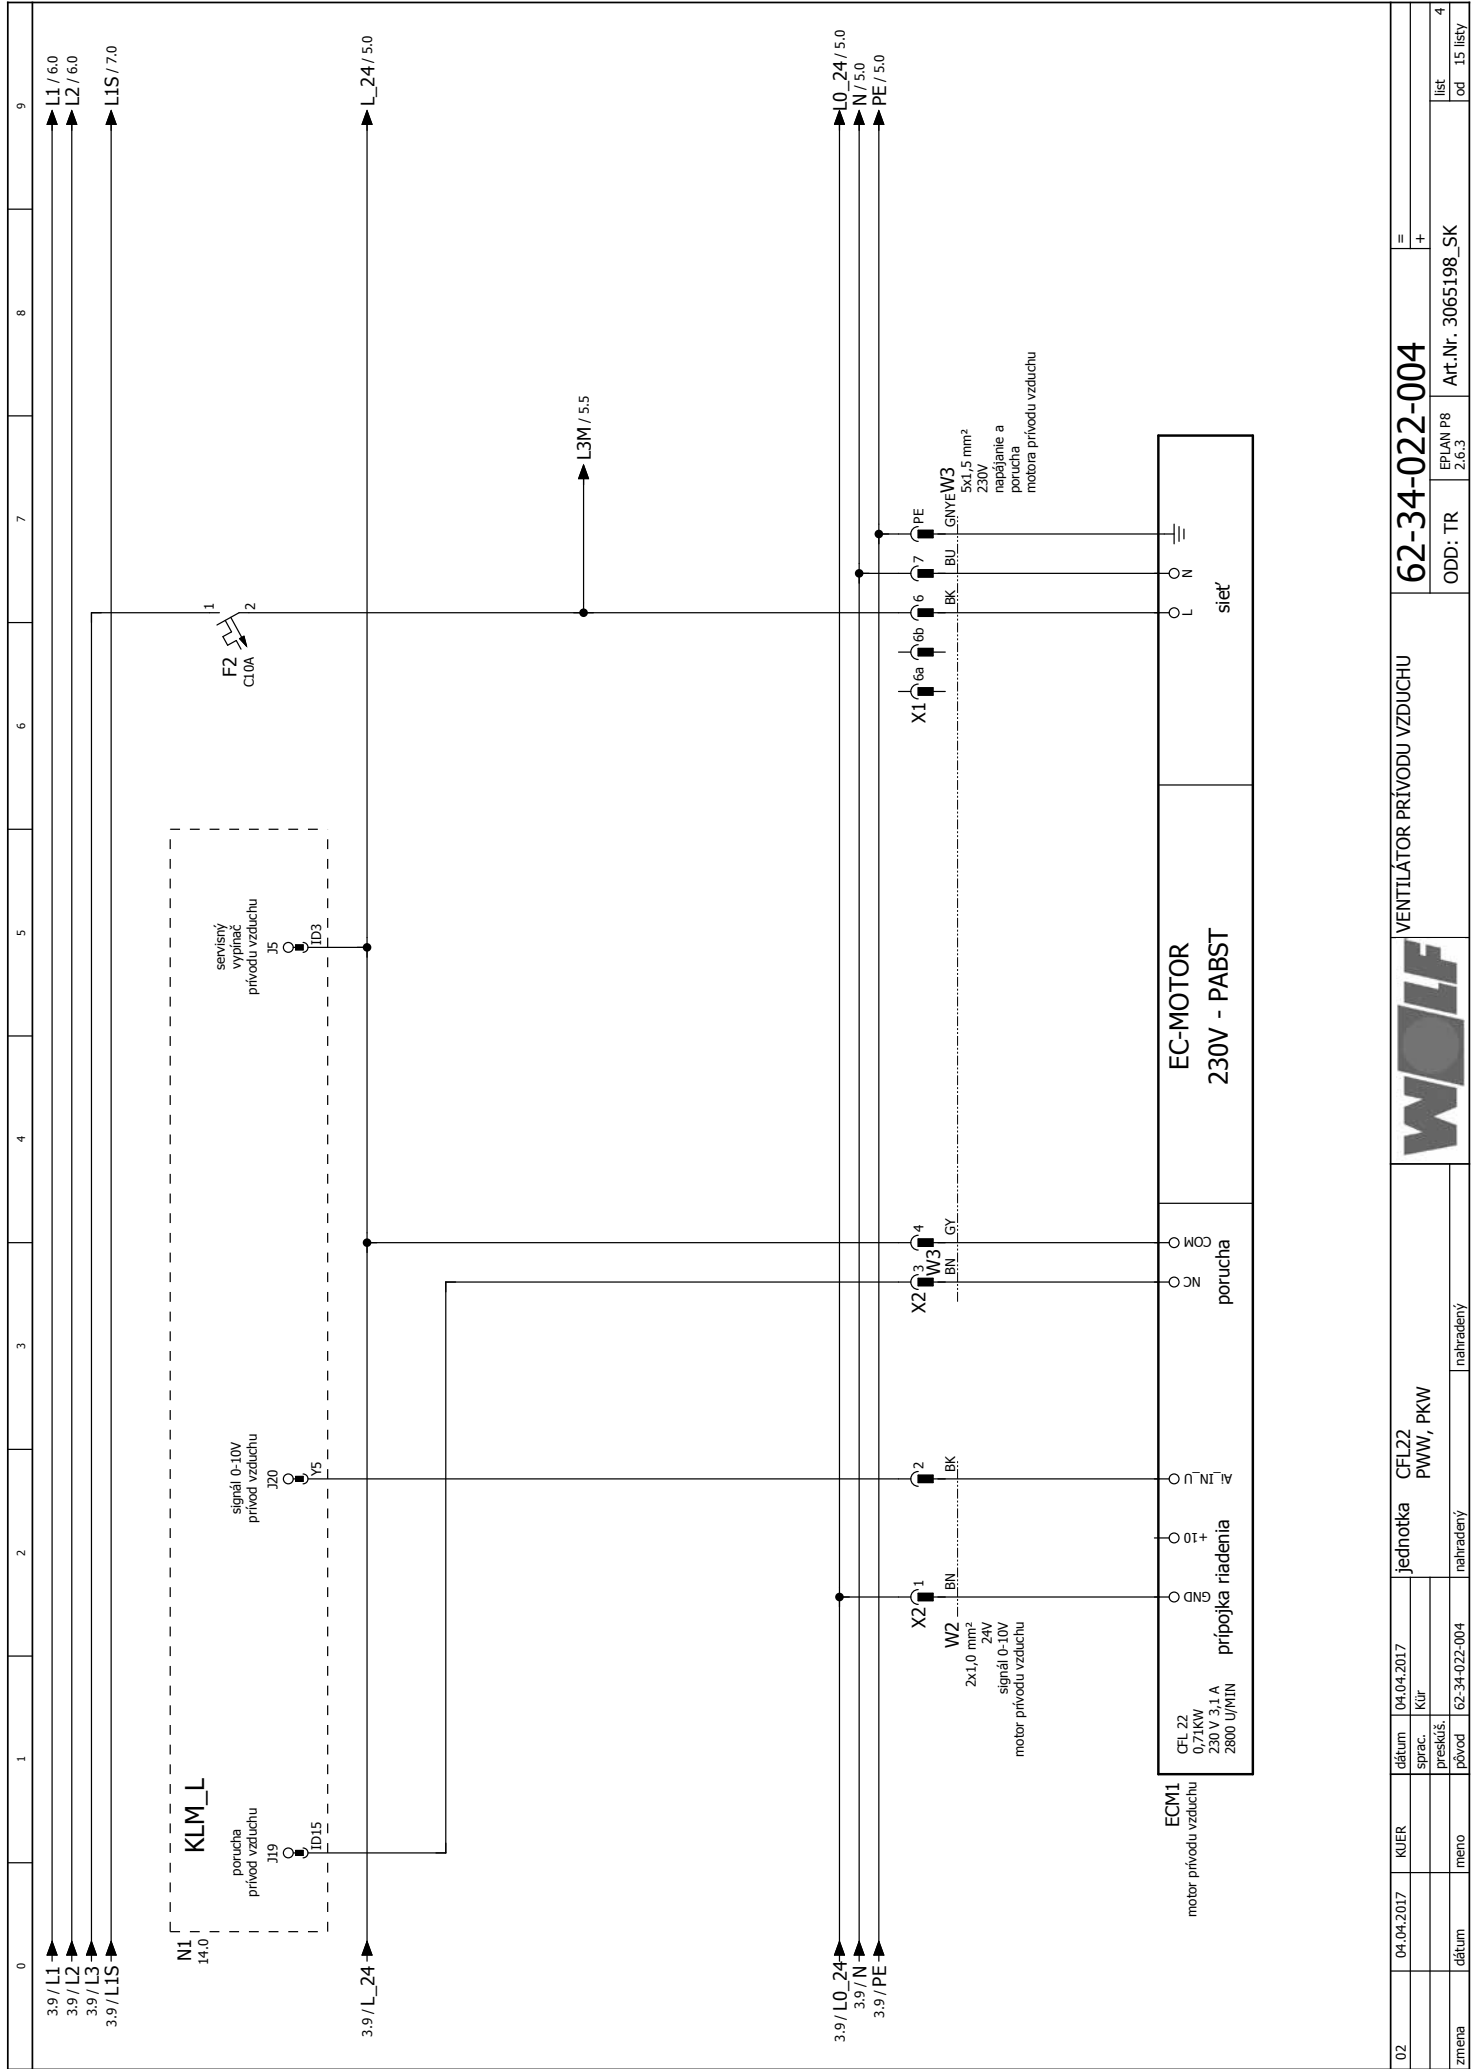 0 1 2 3 4 5 6 7 8 9
3.9 / L1
L1 / 6.0
3.9 / L2
L2 / 6.0
3.9 / L3
3.9 / L1S
L1S / 7.0
N1
14.0
KLM_L
porucha
prívod vzduchu
J19
ID15
signál 0-10V
prívod vzduchu
J20
Y5
servisný
vypínač
prívodu vzduchu
J5
ID3
F2
C10A
1
2
3.9 / L_24
L_24 / 5.0
L3M / 5.5
3.9 / L0_24
L0_24 / 5.0
3.9 / N
N / 5.0
3.9 / PE
PE / 5.0
X2 1
2
X2 3
4
X1 6a 6b 6 7 PE
W2
2x1,0 mm²
24V
signál 0-10V
motor prívodu vzduchu
BN
BK
W3
BN
GY
BK
BU
GNYE
W3
5x1,5 mm²
230V
napájanie a
porucha
motora prívodu vzduchu
ECM1
motor prívodu vzduchu
CFL 22
0,71KW
230 V 3,1 A
2800 U/MIN
GND
+10
Ai_IN_U
prípojka riadenia
NC
COM
porucha
EC-MOTOR
230V - PABST
L
N
sieť
02
04.04.2017
KUER
zmena
dátum
meno
dátum
04.04.2017
sprac.
Kür
preskúš.
pôvod
62-34-022-004
jednotka
CFL22
PWW, PKW
nahradený
nahradený
WOLF
VENTILÁTOR PRÍVODU VZDUCHU
62-34-022-004
=
+
ODD: TR
EPLAN P8
2.6.3
Art.Nr. 3065198_SK
list 4
od 15 listy